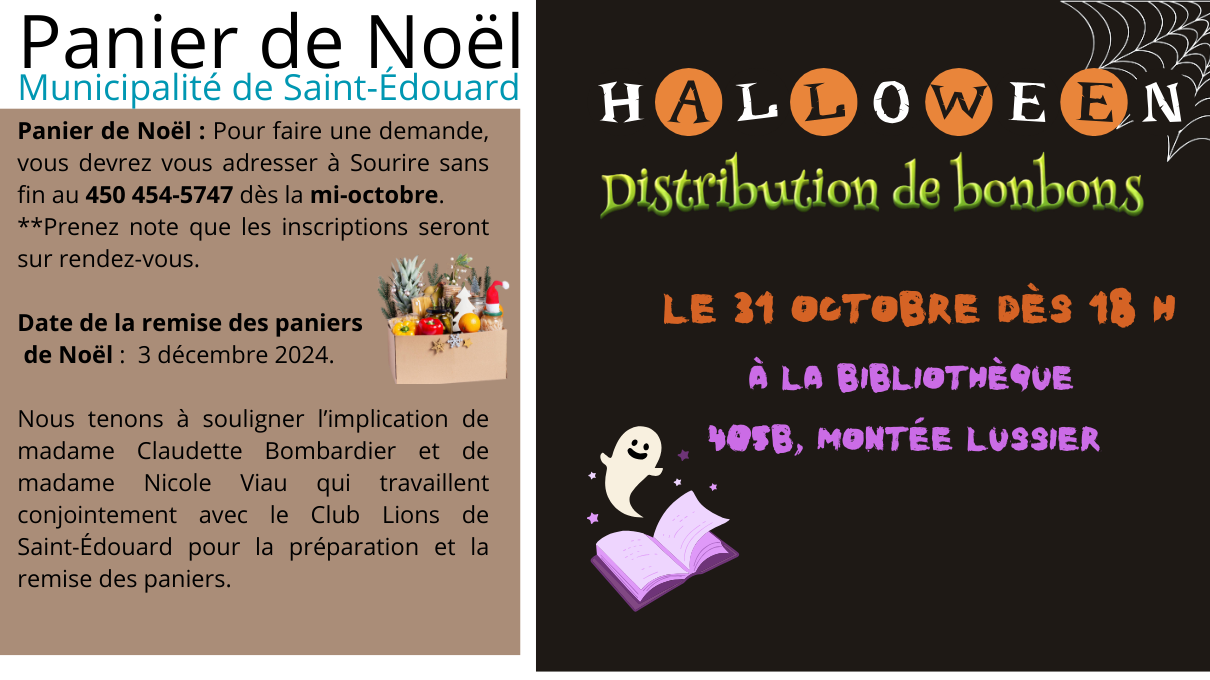 Panier de Noël
Municipalité de Saint-Édouard
Panier de Noël : Pour faire une demande,
vous devrez vous adresser à Sourire sans
fin au 450 454-5747 dès la mi-octobre.
**Prenez note que les inscriptions seront
sur rendez-vous.
Date de la remise des paniers
de Noël : 3 décembre 2024.
Nous tenons à souligner l’implication de
madame Claudette Bombardier et de
madame Nicole Viau qui travaillent
conjointement avec le Club Lions de
Saint-Édouard pour la préparation et la
remise des paniers.
HALLOWEEN
Distribution de bonbons
LE 31 OCTOBRE DÈS 18 H
À LA BIBLIOTHÈQUE
405B, MONTÉE LUSSIER